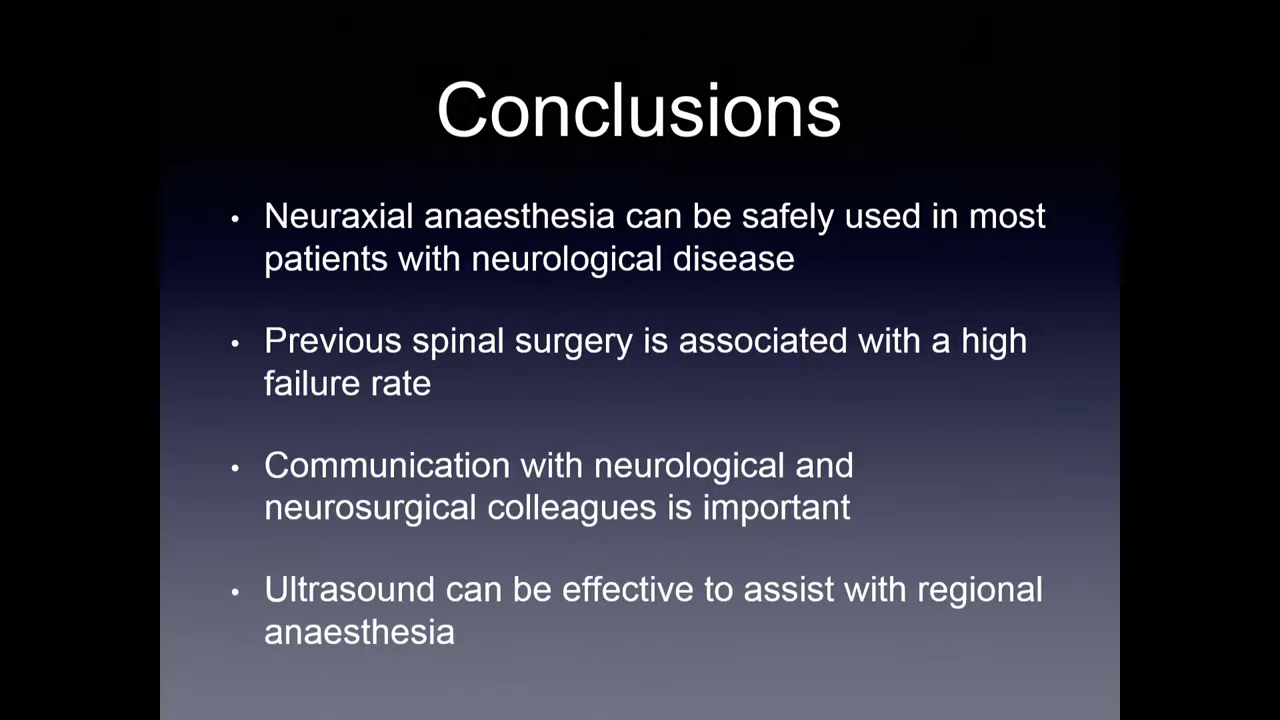 Conclusions
• Neuraxial anaesthesia can be safely used in most
patients with neurological disease
• Previous spinal surgery is associated with a high
failure rate
• Communication with neurological and
neurosurgical colleagues is important
• Ultrasound can be effective to assist with regional
anaesthesia